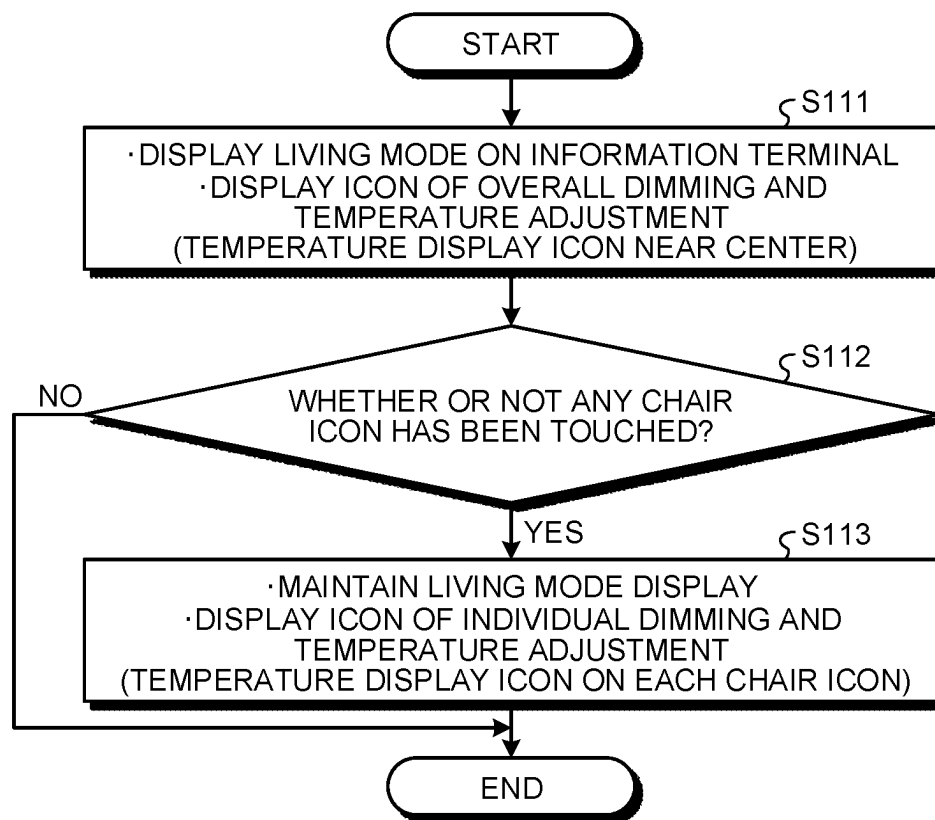 START
S111
·DISPLAY LIVING MODE ON INFORMATION TERMINAL
·DISPLAY ICON OF OVERALL DIMMING AND
TEMPERATURE ADJUSTMENT
(TEMPERATURE DISPLAY ICON NEAR CENTER)
S112
NO
WHETHER OR NOT ANY CHAIR
ICON HAS BEEN TOUCHED?
YES
S113
·MAINTAIN LIVING MODE DISPLAY
·DISPLAY ICON OF INDIVIDUAL DIMMING AND
TEMPERATURE ADJUSTMENT
(TEMPERATURE DISPLAY ICON ON EACH CHAIR ICON)
END